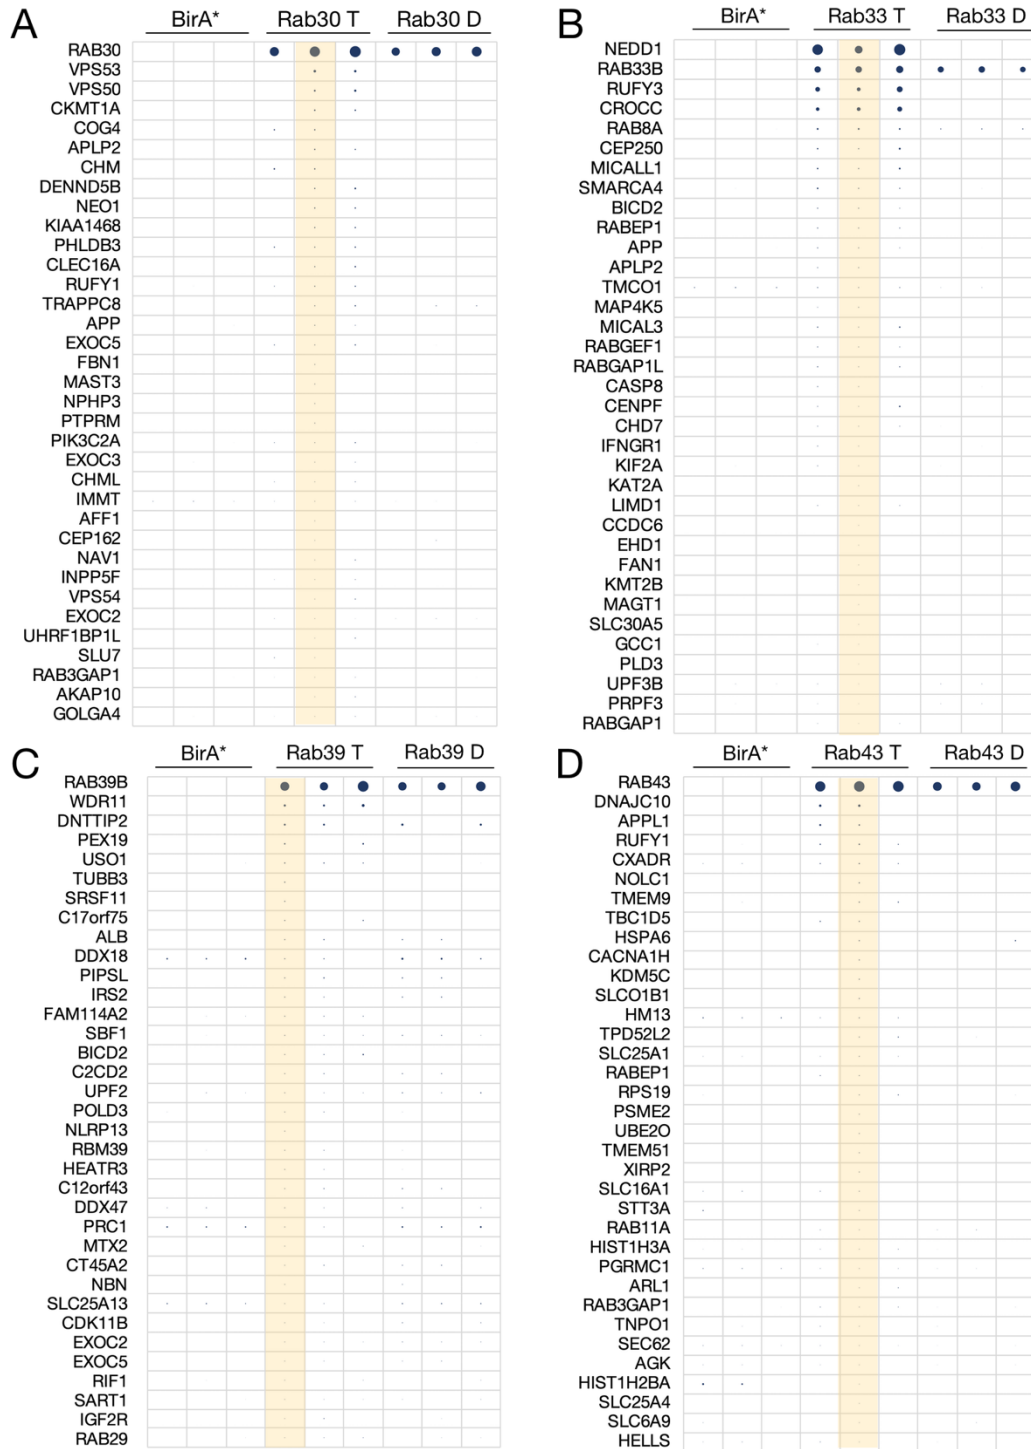 A
BirA*
Rab30 T
Rab30 D
RAB30
VPS53
VPS50
CKMT1A
COG4
APLP2
CHM
DENND5B
NEO1
KIAA1468
PHLDB3
CLEC16A
RUFY1
TRAPPC8
APP
EXOC5
FBN1
MAST3
NPHP3
PTPRM
PIK3C2A
EXOC3
CHML
IMMT
AFF1
CEP162
NAV1
INPP5F
VPS54
EXOC2
UHRF1BP1L
SLU7
RAB3GAP1
AKAP10
GOLGA4
B
BirA*
Rab33 T
Rab33 D
NEDD1
RAB33B
RUFY3
CROCC
RAB8A
CEP250
MICALL1
SMARCA4
BICD2
RABEP1
APP
APLP2
TMCO1
MAP4K5
MICAL3
RABGEF1
RABGAP1L
CASP8
CENPF
CHD7
IFNGR1
KIF2A
KAT2A
LIMD1
CCDC6
EHD1
FAN1
KMT2B
MAGT1
SLC30A5
GCC1
PLD3
UPF3B
PRPF3
RABGAP1
C
BirA*
Rab39 T
Rab39 D
RAB39B
WDR11
DNTTIP2
PEX19
USO1
TUBB3
SRSF11
C17orf75
ALB
DDX18
PIPSL
IRS2
FAM114A2
SBF1
BICD2
C2CD2
UPF2
POLD3
NLRP13
RBM39
HEATR3
C12orf43
DDX47
PRC1
MTX2
CT45A2
NBN
SLC25A13
CDK11B
EXOC2
EXOC5
RIF1
SART1
IGF2R
RAB29
D
BirA*
Rab43 T
Rab43 D
RAB43
DNAJC10
APPL1
RUFY1
CXADR
NOLC1
TMEM9
TBC1D5
HSPA6
CACNA1H
KDM5C
SLCO1B1
HM13
TPD52L2
SLC25A1
RABEP1
RPS19
PSME2
UBE2O
TMEM51
XIRP2
SLC16A1
STT3A
RAB11A
HIST1H3A
PGRMC1
ARL1
RAB3GAP1
TNPO1
SEC62
AGK
HIST1H2BA
SLC25A4
SLC6A9
HELLS